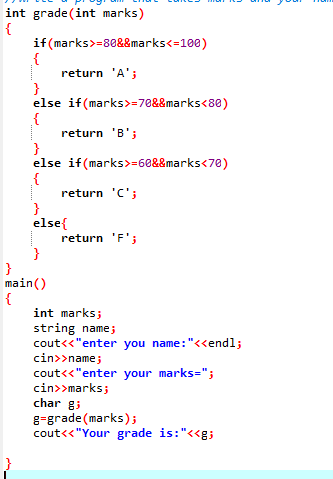 //Write a program that takes marks and your nam
int grade(int marks)
{
if(marks>=80&&marks<=100)
{
return 'A';
}
else if(marks>=70&&marks<80)
{
return 'B';
}
else if(marks>=60&&marks<70)
{
return 'C';
}
else{
return 'F';
}
}
main()
{
int marks;
string name;
cout<<"enter you name:"<<endl;
cin>>name;
cout<<"enter your marks=";
cin>>marks;
char g;
g=grade(marks);
cout<<"Your grade is:"<<g;
}